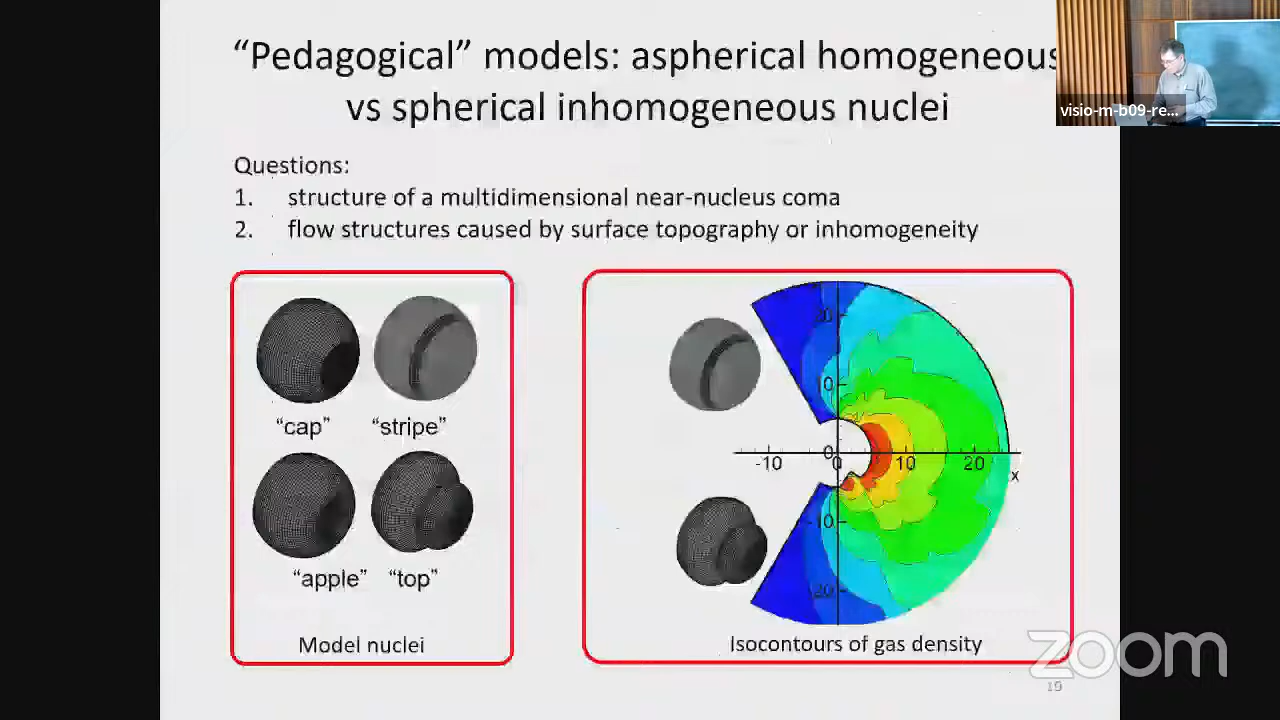 “Pedagogical” models: aspherical homogeneous
vs spherical inhomogeneous nuclei
visio-m-b09-re...
Questions:
1. structure of a multidimensional near-nucleus coma
2. flow structures caused by surface topography or inhomogeneity
“cap” “stripe”
“apple” “top”
Model nuclei
20
10
-10 0 0 10 20
x
-10
20
Isocontours of gas density
zoom
19